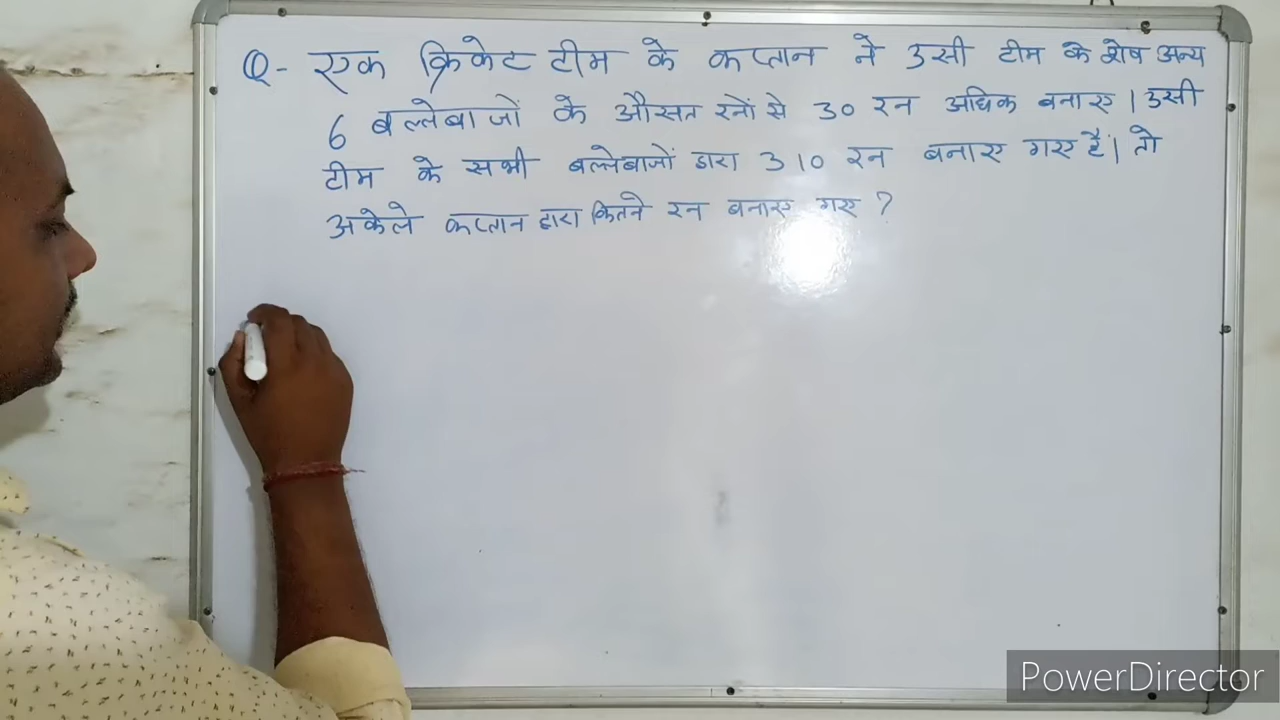 Q- एक क्रिकेट टीम के कप्तान ने उसी टीम के शेष अन्य
6 बल्लेबाजों के औसत रनों से 30 रन अधिक बनाए। उसी
टीम के सभी बल्लेबाजों द्वारा 310 रन बनाए गए हैं। तो
अकेले कप्तान द्वारा कितने रन बनाए गए ?
PowerDirector